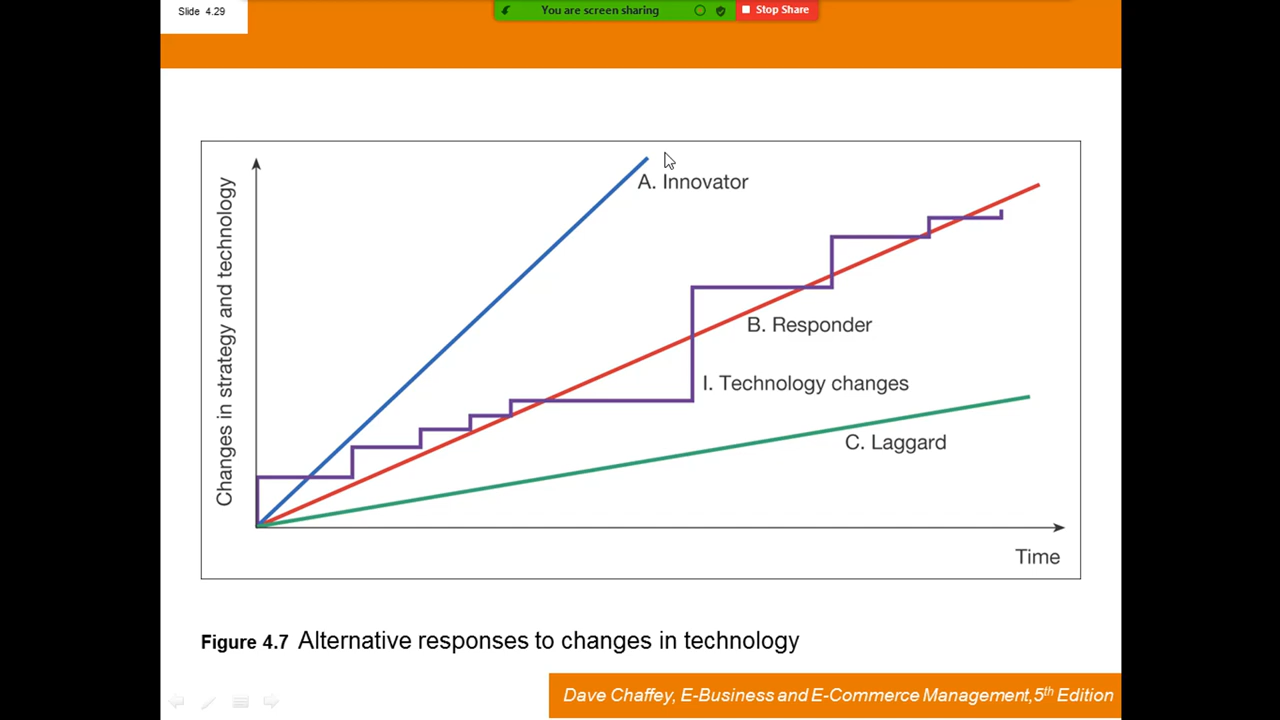 Slide 4.29
You are screen sharing
Stop Share
Changes in strategy and technology
A. Innovator
B. Responder
I. Technology changes
C. Laggard
Time
Figure 4.7 Alternative responses to changes in technology
Dave Chaffey, E-Business and E-Commerce Management,5th Edition